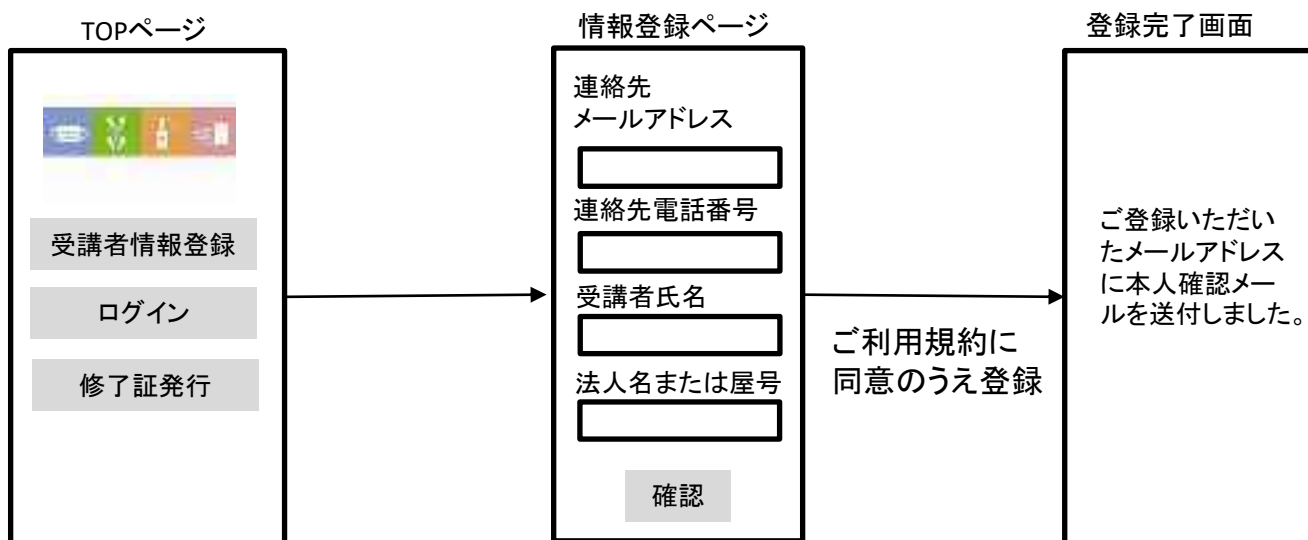 TOPページ
受講者情報登録
ログイン
修了証発行
情報登録ページ
連絡先
メールアドレス
連絡先電話番号
受講者氏名
法人名または屋号
確認
ご利用規約に
同意のうえ登録
登録完了画面
ご登録いただい
たメールアドレス
に本人確認メー
ルを送付しました。